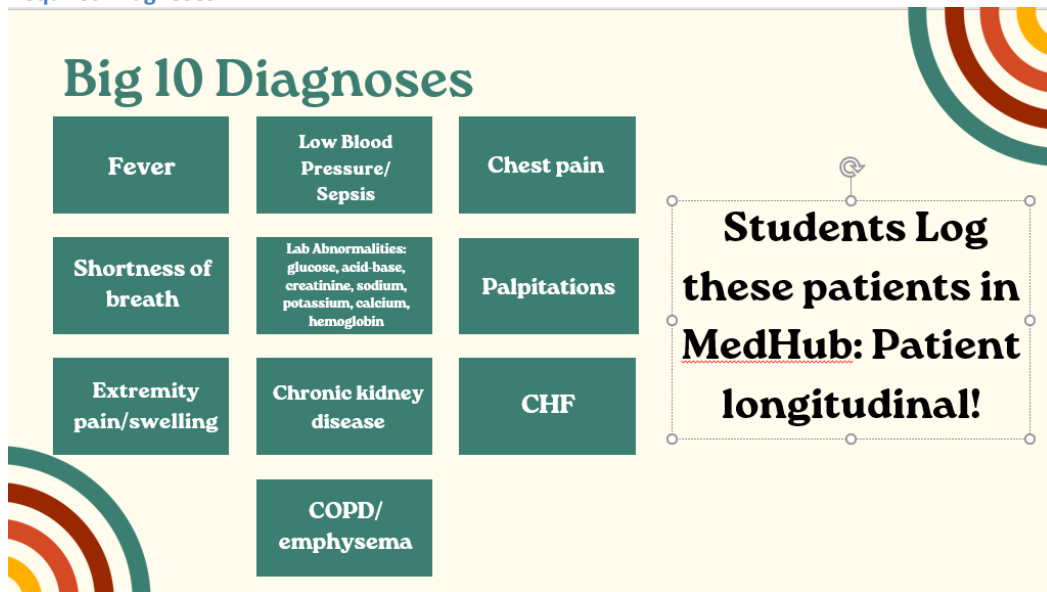 Big 10 Diagnoses
Fever
Low Blood
Pressure/
Sepsis
Chest pain
Shortness of
breath
Lab Abnormalities:
glucose, acid-base,
creatinine, sodium,
potassium, calcium,
hemoglobin
Palpitations
Extremity
pain/swelling
Chronic kidney
disease
CHF
COPD/
emphysema
Students Log
these patients in
MedHub: Patient
longitudinal!